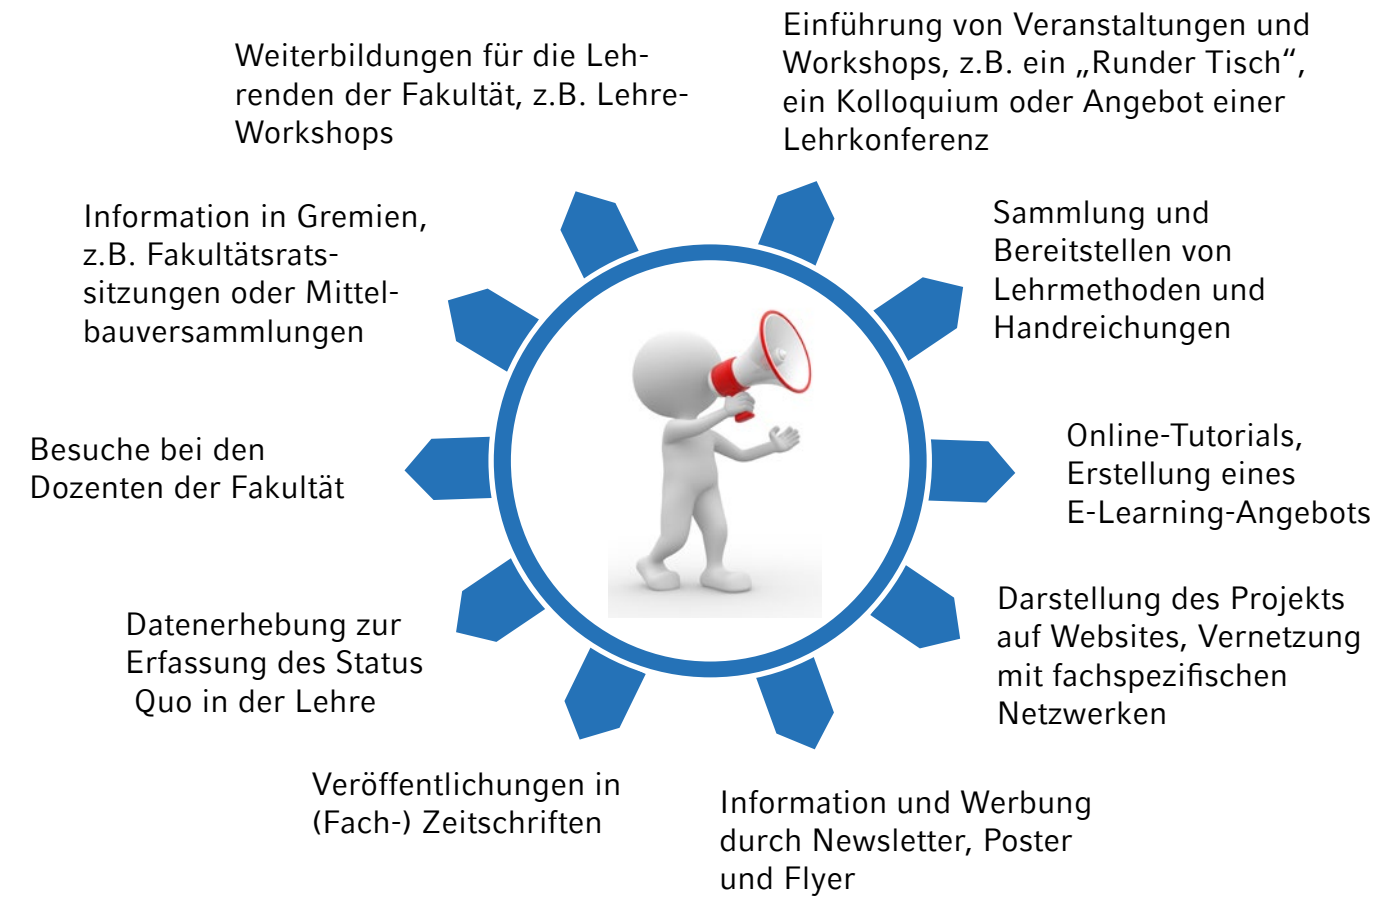 Weiterbildungen für die Leh-
renden der Fakultät, z.B. Lehre-
Workshops
Einführung von Veranstaltungen und
Workshops, z.B. ein „Runder Tisch“,
ein Kolloquium oder Angebot einer
Lehrkonferenz
Information in Gremien,
z.B. Fakultätsrats-
sitzungen oder Mittel-
bauversammlungen
Sammlung und
Bereitstellen von
Lehrmethoden und
Handreichungen
Besuche bei den
Dozenten der Fakultät
Online-Tutorials,
Erstellung eines
E-Learning-Angebots
Datenerhebung zur
Erfassung des Status
Quo in der Lehre
Darstellung des Projekts
auf Websites, Vernetzung
mit fachspezifischen
Netzwerken
Veröffentlichungen in
(Fach-) Zeitschriften
Information und Werbung
durch Newsletter, Poster
und Flyer